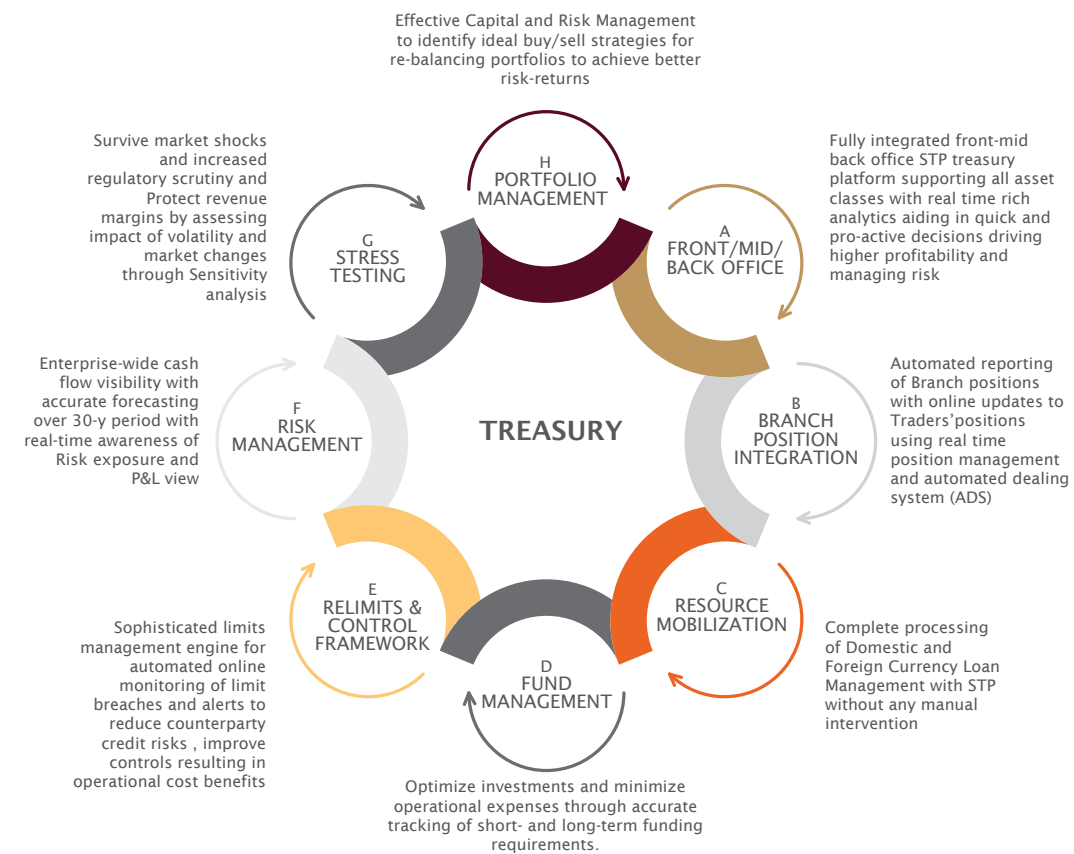 Effective Capital and Risk Management
to identify ideal buy/sell strategies for
re-balancing portfolios to achieve better
risk-returns
H
PORTFOLIO
MANAGEMENT
Fully integrated front-mid
back office STP treasury
platform supporting all asset
classes with real time rich
analytics aiding in quick and
pro-active decisions driving
higher profitability and
managing risk
A
FRONT/MID/
BACK OFFICE
Automated reporting
of Branch positions
with online updates to
Traders'positions
using real time
position management
and automated dealing
system (ADS)
B
BRANCH
POSITION
INTEGRATION
Complete processing
of Domestic and
Foreign Currency Loan
Management with STP
without any manual
intervention
C
RESOURCE
MOBILIZATION
D
FUND
MANAGEMENT
Optimize investments and minimize
operational expenses through accurate
tracking of short- and long-term funding
requirements.
E
RELIMITS &
CONTROL
FRAMEWORK
Sophisticated limits
management engine for
automated online
monitoring of limit
breaches and alerts to
reduce counterparty
credit risks , improve
controls resulting in
operational cost benefits
F
RISK
MANAGEMENT
Enterprise-wide cash
flow visibility with
accurate forecasting
over 30-y period with
real-time awareness of
Risk exposure and
P&L view
G
STRESS
TESTING
Survive market shocks
and increased
regulatory scrutiny and
Protect revenue
margins by assessing
impact of volatility and
market changes
through Sensitivity
analysis
TREASURY